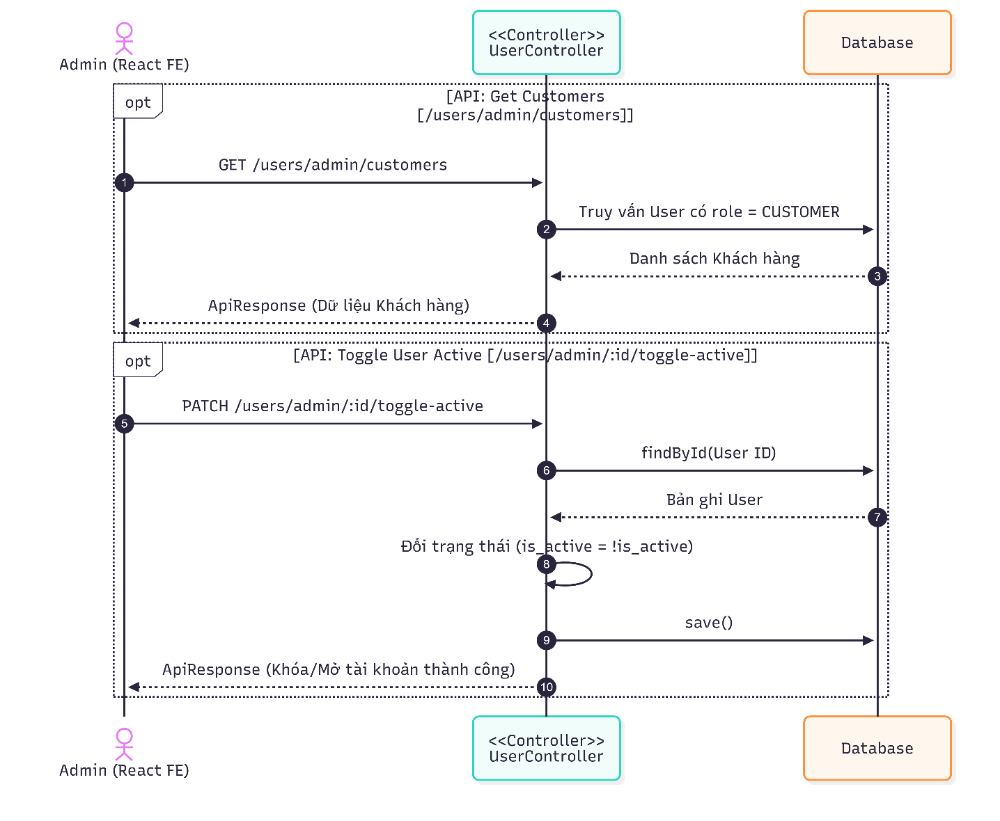 <<Controller>>
UserController
Database
Admin (React FE)
opt
[API: Get Customers
[/users/admin/customers]]
GET /users/admin/customers
1
Truy vấn User có role = CUSTOMER
2
Danh sách Khách hàng
3
ApiResponse (Dữ liệu Khách hàng)
4
opt
[API: Toggle User Active [/users/admin/:id/toggle-active]]
PATCH /users/admin/:id/toggle-active
5
findById(User ID)
6
Bản ghi User
7
Đổi trạng thái (is_active = !is_active)
8
save()
9
ApiResponse (Khóa/Mở tài khoản thành công)
10
<<Controller>>
UserController
Database
Admin (React FE)